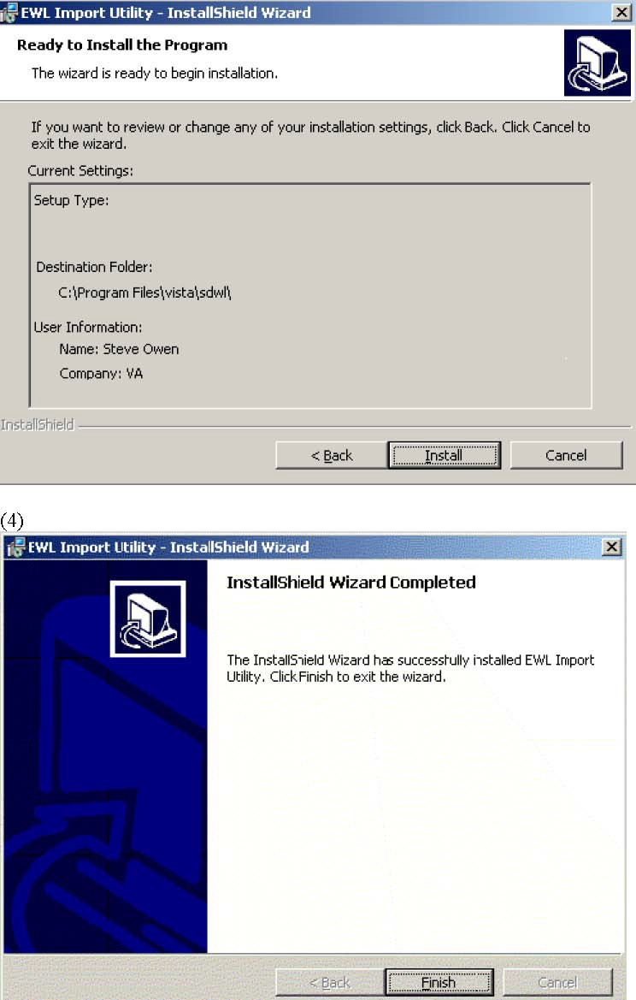 EWL Import Utility - InstallShield Wizard
Ready to Install the Program
The wizard is ready to begin installation.
If you want to review or change any of your installation settings, click Back. Click Cancel to
exit the wizard.
Current Settings:
Setup Type:
Destination Folder:
C:\Program Files\vista\sdwl\
User Information:
Name: Steve Owen
Company: VA
InstallShield
< Back Install Cancel
(4)
EWL Import Utility - InstallShield Wizard
InstallShield Wizard Completed
The InstallShield Wizard has successfully installed EWL Import
Utility. Click Finish to exit the wizard.
< Back Finish Cancel